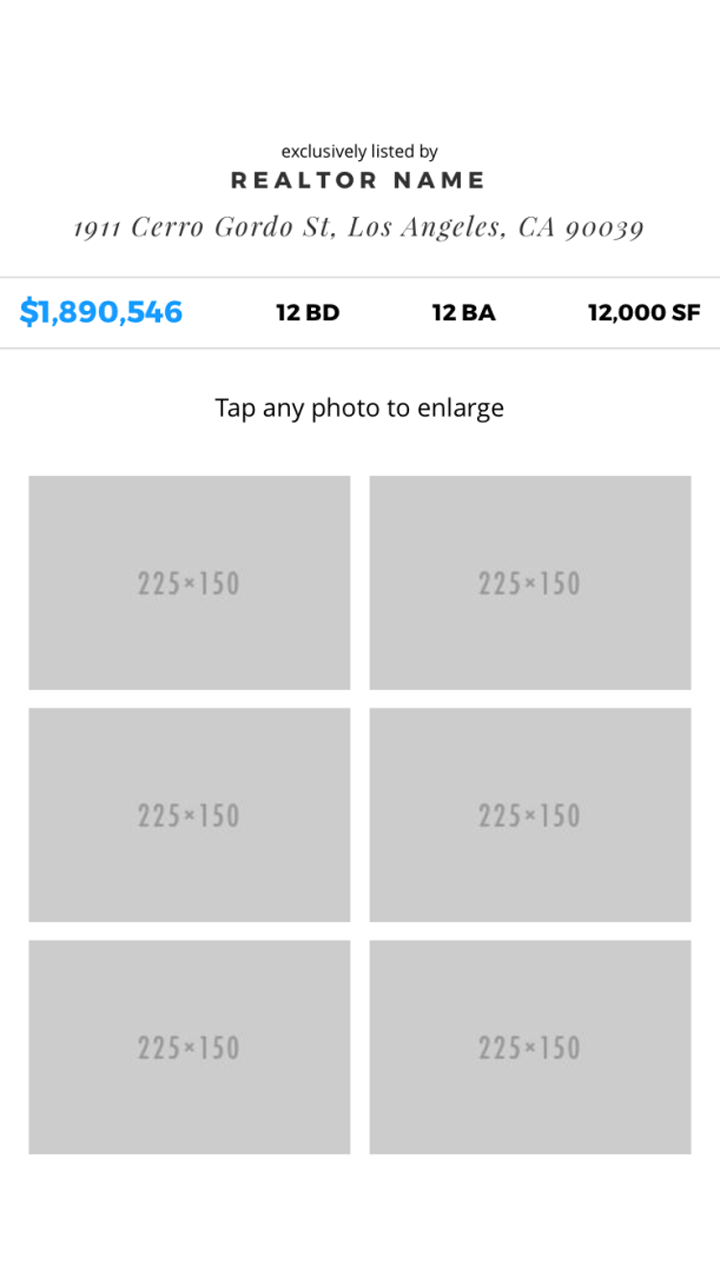 exclusively listed by
REALTOR NAME
1911 Cerro Gordo St, Los Angeles, CA 90039
$1,890,546 12 BD 12 BA 12,000 SF
Tap any photo to enlarge
225×150 225×150
225×150 225×150
225×150 225×150